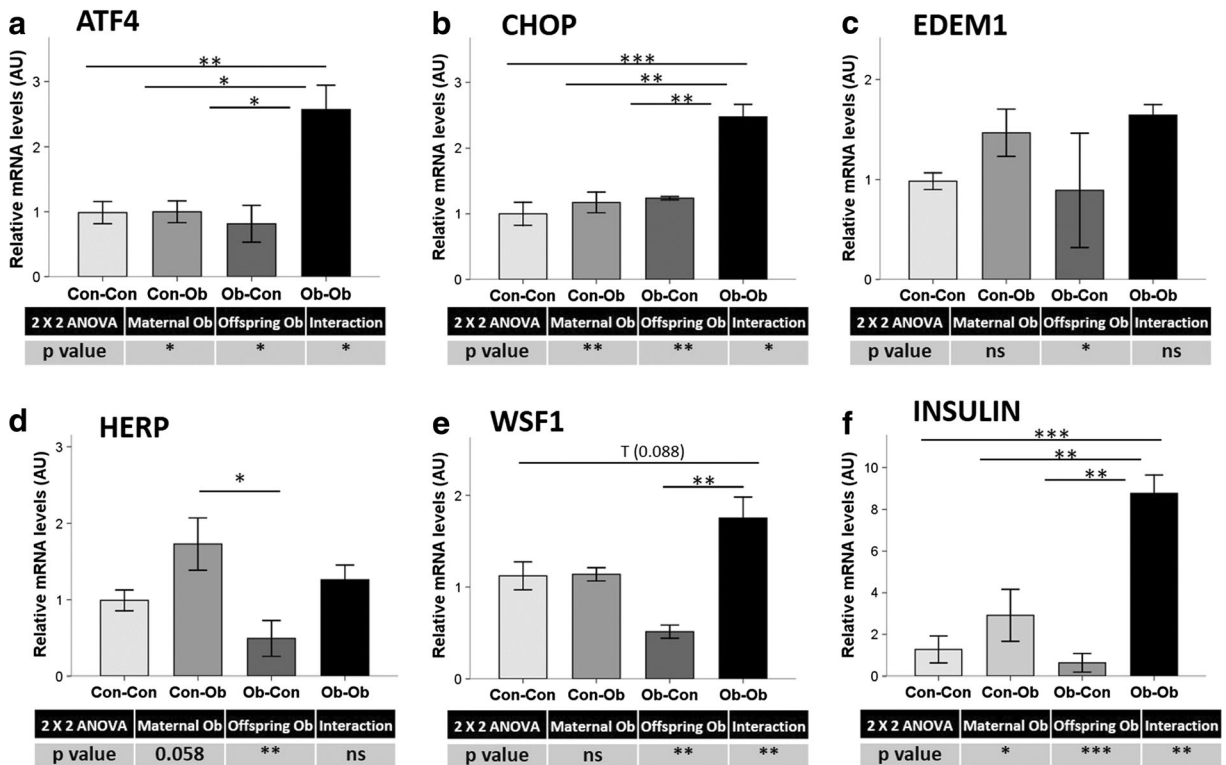 a ATF4
Relative mRNA levels (AU)
3
2
1
0
**
*
*
Con-Con Con-Ob Ob-Con Ob-Ob
2 X 2 ANOVA Maternal Ob Offspring Ob Interaction
p value * * *
b CHOP
Relative mRNA levels (AU)
3
2
1
0
***
**
**
Con-Con Con-Ob Ob-Con Ob-Ob
2 X 2 ANOVA Maternal Ob Offspring Ob Interaction
p value ** ** *
c EDEM1
Relative mRNA levels (AU)
2
1
0
Con-Con Con-Ob Ob-Con Ob-Ob
2 X 2 ANOVA Maternal Ob Offspring Ob Interaction
p value ns * ns
d HERP
Relative mRNA levels (AU)
3
2
1
0
*
Con-Con Con-Ob Ob-Con Ob-Ob
2 X 2 ANOVA Maternal Ob Offspring Ob Interaction
p value 0.058 ** ns
e WSF1
Relative mRNA levels (AU)
2
1
0
T (0.088)
**
Con-Con Con-Ob Ob-Con Ob-Ob
2 X 2 ANOVA Maternal Ob Offspring Ob Interaction
p value ns ** **
f INSULIN
Relative mRNA levels (AU)
10
8
6
4
2
0
***
**
**
Con-Con Con-Ob Ob-Con Ob-Ob
2 X 2 ANOVA Maternal Ob Offspring Ob Interaction
p value * *** **